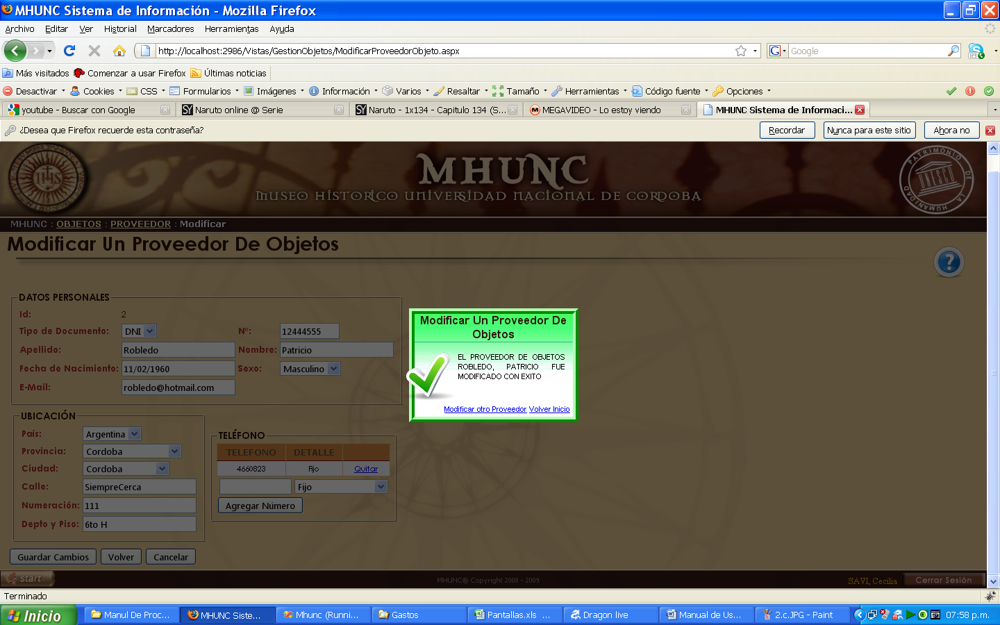 MHUNC Sistema de Información - Mozilla Firefox
Archivo Editar Ver Historial Marcadores Herramientas Ayuda
http://localhost:2986/Vistas/GestionObjetos/ModificarProveedorObjeto.aspx
Google
Más visitados Comenzar a usar Firefox Últimas noticias
Desactivar Cookies CSS Formularios Imágenes Información Varios Resaltar Tamaño Herramientas Código fuente Opciones
youtube - Buscar con Google
Naruto online @ Serie
Naruto - 1x134 - Capitulo 134 (S...
MEGAVIDEO - Lo estoy viendo
MHUNC Sistema de Informaci...
¿Desea que Firefox recuerde esta contraseña?
Recordar Nunca para este sitio Ahora no
MHUNC
MUSEO HISTORICO UNIVERSIDAD NACIONAL DE CORDOBA
IHS
PATRIMONIO DE LA HUMANIDAD
UNESCO
MHUNC : OBJETOS : PROVEEDOR : Modificar
Modificar Un Proveedor De Objetos
?
DATOS PERSONALES
Id: 2
Tipo de Documento: DNI Nº: 12444555
Apellido: Robledo Nombre: Patricio
Fecha de Nacimiento: 11/02/1960 Sexo: Masculino
E-Mail: robledo@hotmail.com
Modificar Un Proveedor De
Objetos
EL PROVEEDOR DE OBJETOS
ROBLEDO, PATRICIO FUE
MODIFICADO CON EXITO
Modificar otro Proveedor Volver Inicio
UBICACIÓN
País: Argentina
Provincia: Cordoba
Ciudad: Cordoba
Calle: SiempreCerca
Numeración: 111
Depto y Piso: 6to H
TELÉFONO
TELEFONO DETALLE
4660823 Fijo Quitar
Fijo
Agregar Número
Guardar Cambios Volver Cancelar
start
MHUNC® Copyright 2008 - 2009
SAVI, Cecilia
Cerrar Sesión
Terminado
Inicio
Manul De Proc...
MHUNC Siste...
Mhunc (Runni...
Gastos
Pantallas.xls ...
Dragon live
Manual de Us...
2.c.JPG - Paint
07:58 p.m.